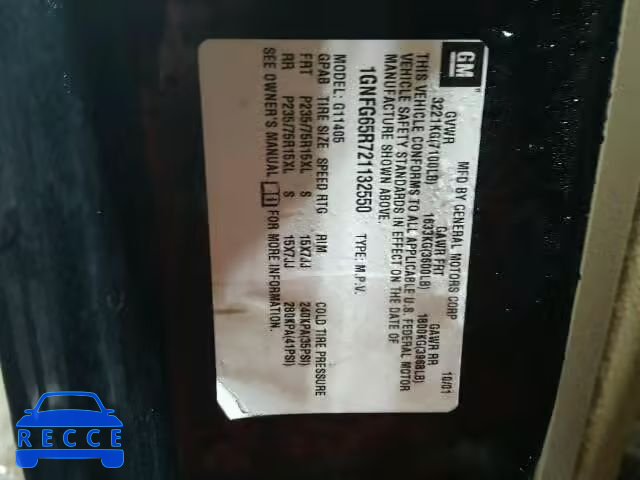 GM
MFD BY GENERAL MOTORS CORP 10/01
GVWR GAWR FRT GAWR RR
3221KG(7100LB) 1633KG(3600LB) 1800KG(3968LB)
THIS VEHICLE CONFORMS TO ALL APPLICABLE U.S. FEDERAL MOTOR
VEHICLE SAFETY STANDARDS IN EFFECT ON THE DATE OF
MANUFACTURE SHOWN ABOVE.
1GNFG65R721132550 TYPE: M.P.V.
MODEL: G11405
GPAB TIRE SIZE SPEED RTG RIM COLD TIRE PRESSURE
FRT P235/75R15XL S 15X7JJ 240KPA(35PSI)
RR P235/75R15XL S 15X7JJ 280KPA(41PSI)
SEE OWNER'S MANUAL FOR MORE INFORMATION.
RECCE